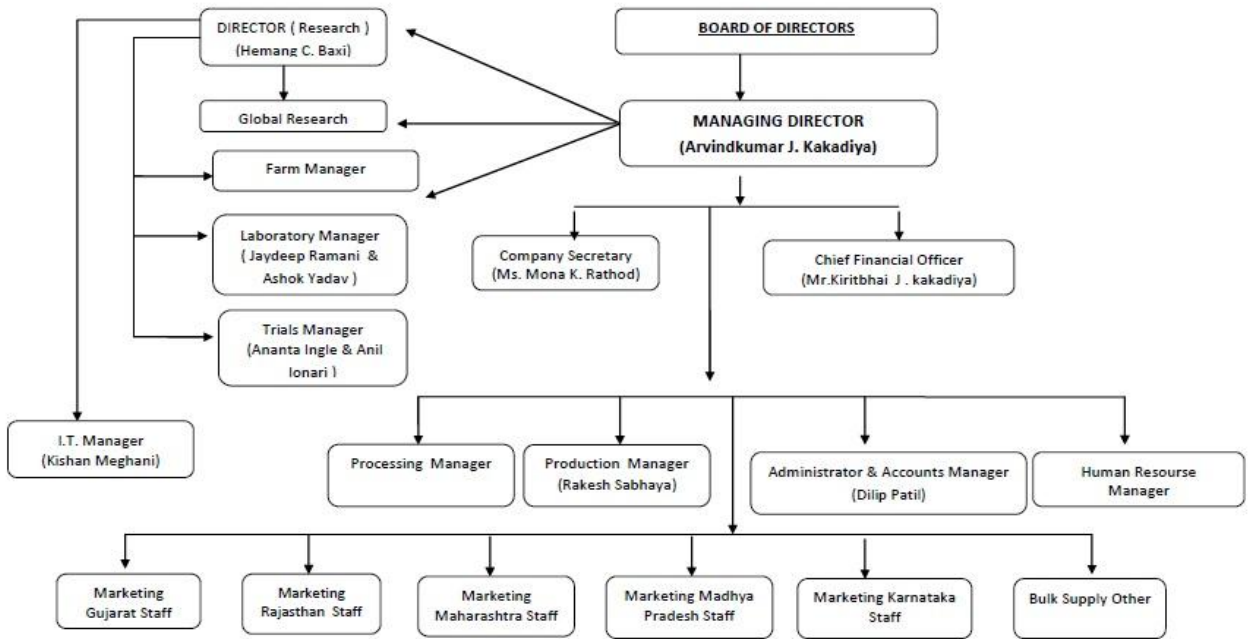 DIRECTOR ( Research )
(Hemang C. Baxi)
BOARD OF DIRECTORS
Global Research
MANAGING DIRECTOR
(Arvindkumar J. Kakadiya)
Farm Manager
Laboratory Manager
( Jaydeep Ramani &
Ashok Yadav )
Company Secretary
(Ms. Mona K. Rathod)
Chief Financial Officer
(Mr.Kiritbhai J . kakadiya)
Trials Manager
(Ananta Ingle & Anil
Jonari )
I.T. Manager
(Kishan Meghani)
Processing Manager
Production Manager
(Rakesh Sabhaya)
Administrator & Accounts Manager
(Dilip Patil)
Human Resourse
Manager
Marketing
Gujarat Staff
Marketing
Rajasthan Staff
Marketing
Maharashtra Staff
Marketing Madhya
Pradesh Staff
Marketing Karnataka
Staff
Bulk Supply Other